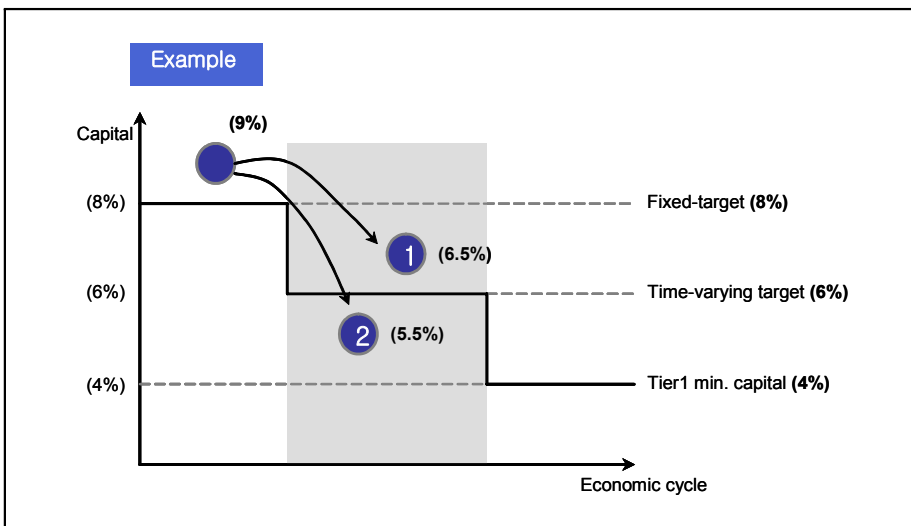 Example
(9%)
Capital
(8%)
Fixed-target (8%)
1
(6.5%)
(6%)
Time-varying target (6%)
2
(5.5%)
(4%)
Tier1 min. capital (4%)
Economic cycle